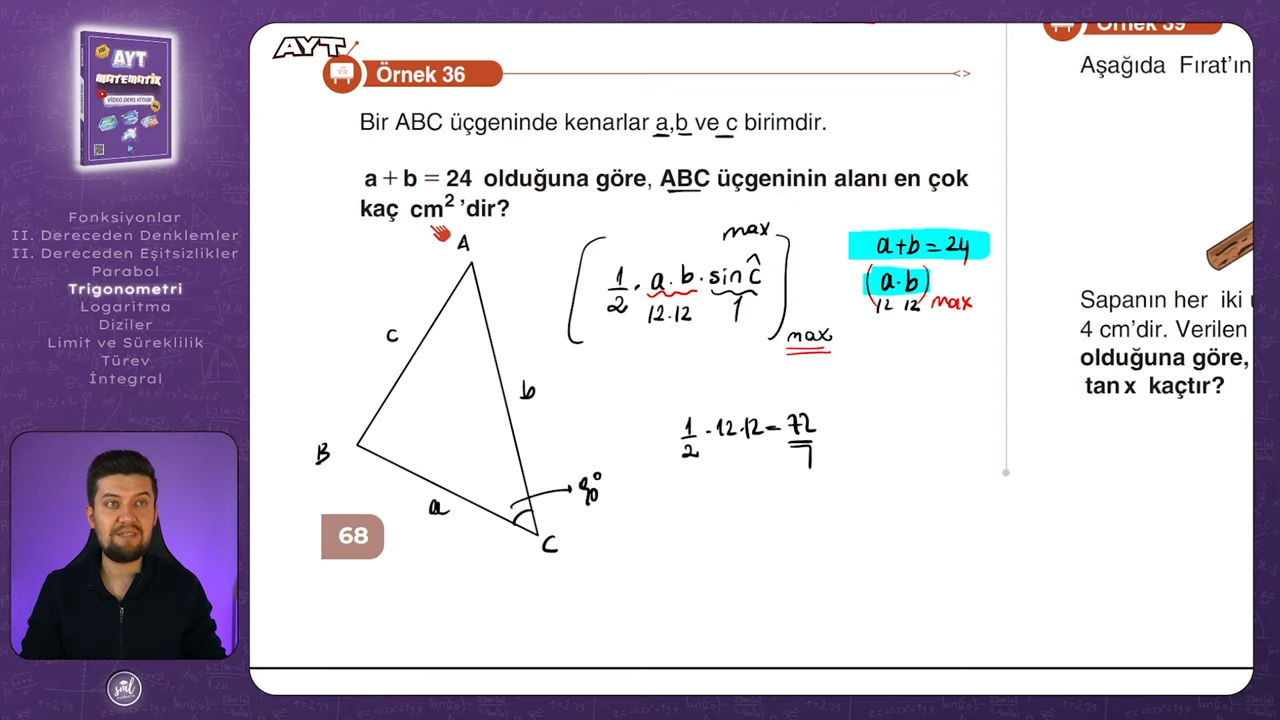 AYT
MATEMATİK
VİDEO DERS KİTABI
Fonksiyonlar
II. Dereceden Denklemler
II. Dereceden Eşitsizlikler
Parabol
Trigonometri
Logaritma
Diziler
Limit ve Süreklilik
Türev
İntegral
sml
AYT
Örnek 36
Bir ABC üçgeninde kenarlar a,b ve c birimdir.
a + b = 24 olduğuna göre, ABC üçgeninin alanı en çok
kaç cm² 'dir?
A
c
b
B
a
C
90°
max
1/2 · a · b · sin Ĉ
12.12 1
max
a+b = 24
(a·b)
12 12 max
1/2 · 12.12 = 72
68
Örnek 39
Aşağıda Fırat'ın
Sapanın her iki
4 cm'dir. Verilen
olduğuna göre,
tan x kaçtır?